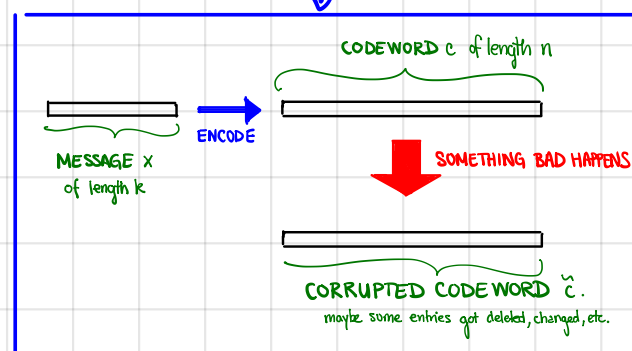 CODEWORD c of length n
ENCODE
MESSAGE x
of length k
SOMETHING BAD HAPPENS
CORRUPTED CODEWORD c̃.
maybe some entries got deleted, changed, etc.